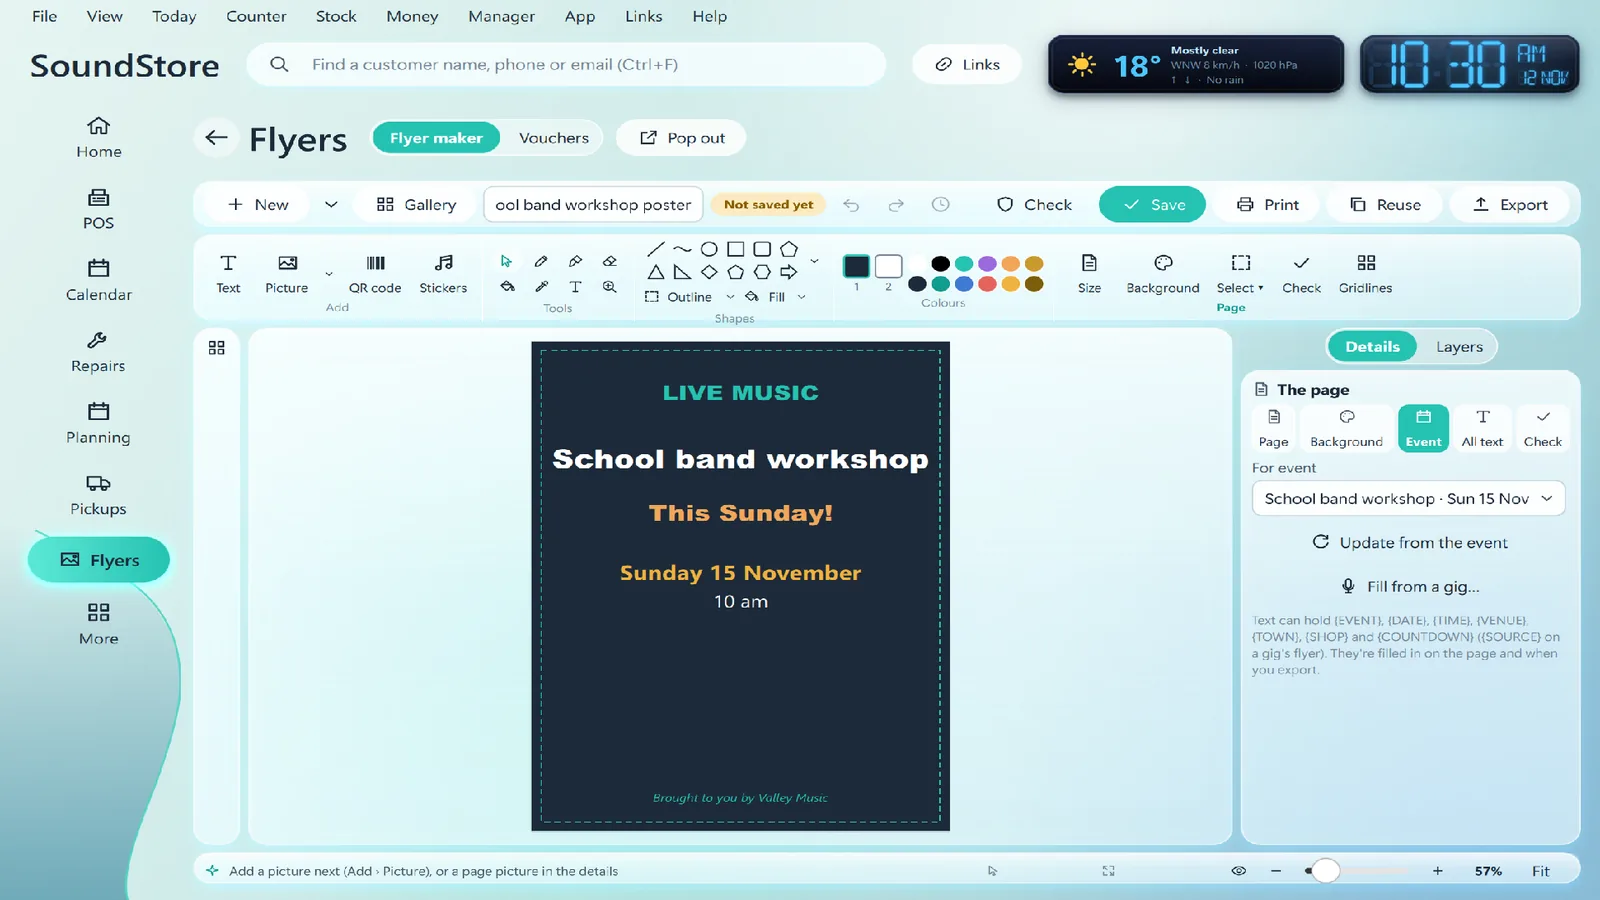 File View Today Counter Stock Money Manager App Links Help
SoundStore
Find a customer name, phone or email (Ctrl+F)
Links
18°
Mostly clear
WNW 8 km/h · 1020 hPa
↑ ↓ · No rain
10:30 AM
12 NOV
Home
POS
Calendar
Repairs
Planning
Pickups
Flyers
More
Flyers
Flyer maker Vouchers
Pop out
New
Gallery
ool band workshop poster
Not saved yet
Check
Save
Print
Reuse
Export
Text Picture QR code Stickers
Add
Tools
Outline Fill
Shapes
1 2
Colours
Size Background Select Check Gridlines
Page
LIVE MUSIC
School band workshop
This Sunday!
Sunday 15 November
10 am
Brought to you by Valley Music
Details Layers
The page
Page Background Event All text Check
For event
School band workshop · Sun 15 Nov
Update from the event
Fill from a gig...
Text can hold {EVENT}, {DATE}, {TIME}, {VENUE},
{TOWN}, {SHOP} and {COUNTDOWN} ({SOURCE} on
a gig's flyer). They're filled in on the page and when
you export.
Add a picture next (Add › Picture), or a page picture in the details
57% Fit